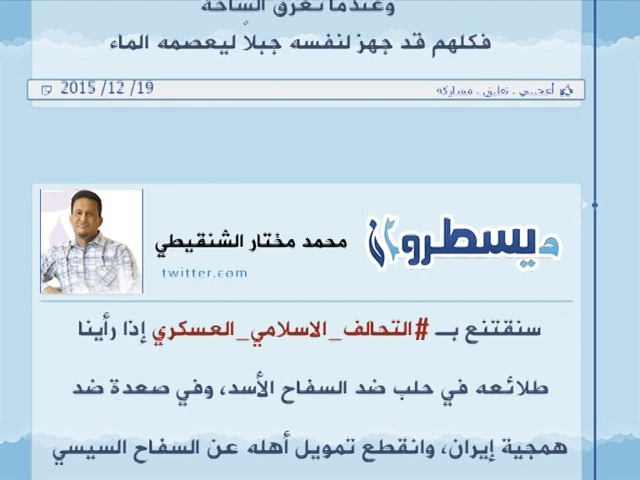 وعندما تغرق الساحة
فكلهم قد جهز لنفسه جبلاً ليعصمه الماء
أعجبني . تعليق . مشاركة
2015 /12 /19
ويسطرون
محمد مختار الشنقيطي
twitter.com
سنقتنع بـ #التحالف_الاسلامي_العسكري إذا رأينا
طلائعه في حلب ضد السفاح الأسد، وفي صعدة ضد
همجية إيران، وانقطع تمويل أهله عن السفاح السيسي